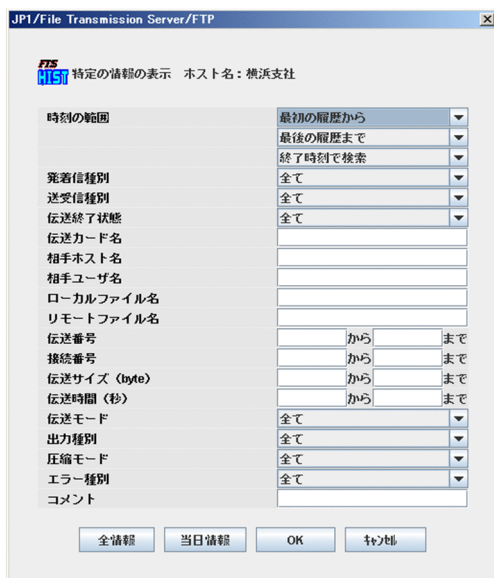 JP1/File Transmission Server/FTP
FTS
HIST 特定の情報の表示 ホスト名：横浜支社
時刻の範囲 最初の履歴から
最後の履歴まで
終了時刻で検索
発着信種別 全て
送受信種別 全て
伝送終了状態 全て
伝送カード名
相手ホスト名
相手ユーザ名
ローカルファイル名
リモートファイル名
伝送番号 から まで
接続番号 から まで
伝送サイズ（byte） から まで
伝送時間（秒） から まで
伝送モード 全て
出力種別 全て
圧縮モード 全て
エラー種別 全て
コメント
全情報 当日情報 OK ｷｬﾝｾﾙ